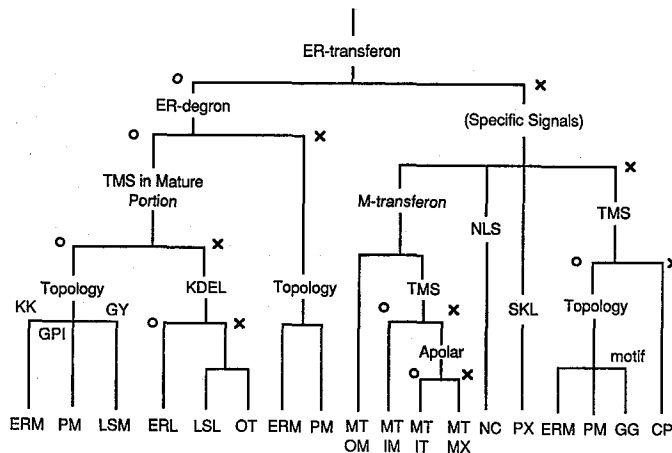 ER-transferon
o x
ER-degron
(Specific Signals)
o x
x
TMS in Mature
Portion
M-transferon
NLS
TMS
o x
o x
Topology
KDEL
Topology
TMS
SKL
Topology
KK
GPI
GY
o x
o x
Apolar
motif
o x
ERM PM LSM ERL LSL OT ERM PM MT MT MT MT NC PX ERM PM GG CP
OM IM IT MX